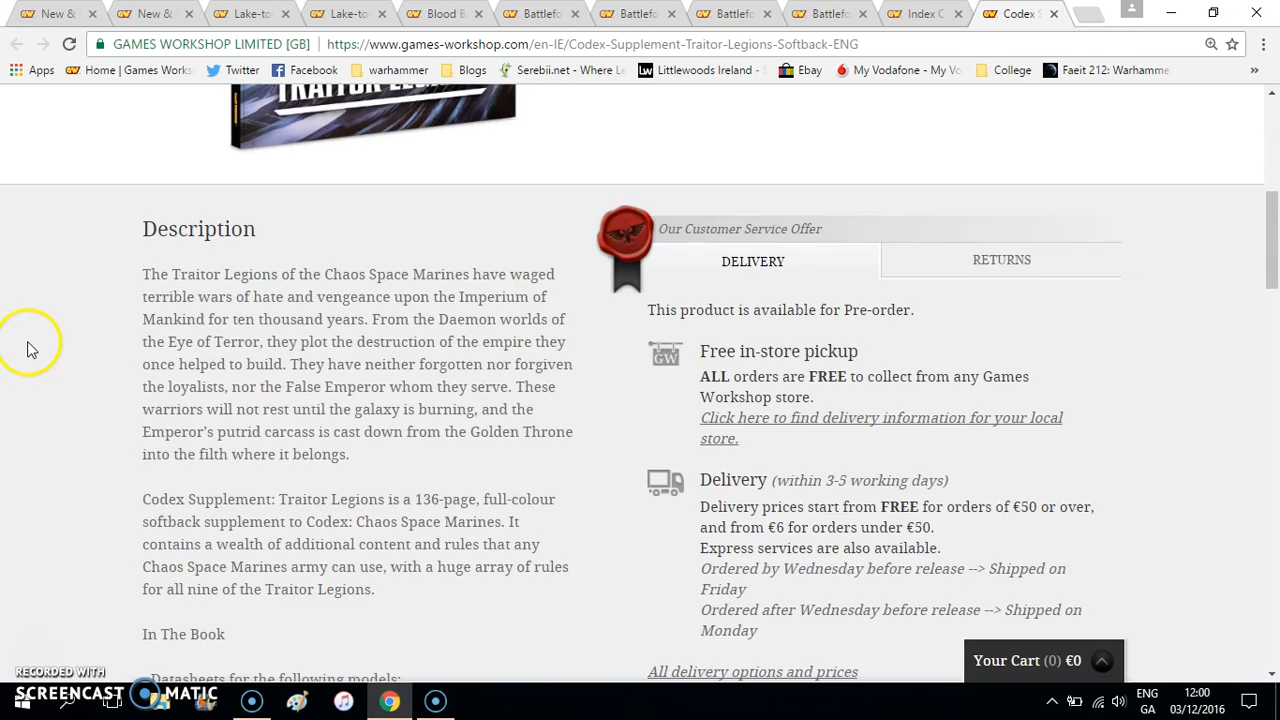 New &
New &
Lake-to
Lake-to
Blood B
Battlefo
Battlefo
Battlefo
Battlefo
Index C
Codex S
GAMES WORKSHOP LIMITED [GB]
https://www.games-workshop.com/en-IE/Codex-Supplement-Traitor-Legions-Softback-ENG
Apps
Home | Games Works
Twitter
Facebook
warhammer
Blogs
Serebii.net - Where Le
Littlewoods Ireland -
Ebay
My Vodafone - My Vo
College
Faeit 212: Warhamme
TRAITOR LEGIONS
Description
The Traitor Legions of the Chaos Space Marines have waged
terrible wars of hate and vengeance upon the Imperium of
Mankind for ten thousand years. From the Daemon worlds of
the Eye of Terror, they plot the destruction of the empire they
once helped to build. They have neither forgotten nor forgiven
the loyalists, nor the False Emperor whom they serve. These
warriors will not rest until the galaxy is burning, and the
Emperor's putrid carcass is cast down from the Golden Throne
into the filth where it belongs.
Codex Supplement: Traitor Legions is a 136-page, full-colour
softback supplement to Codex: Chaos Space Marines. It
contains a wealth of additional content and rules that any
Chaos Space Marines army can use, with a huge array of rules
for all nine of the Traitor Legions.
In The Book
- Datasheets for the following models:
Our Customer Service Offer
DELIVERY
RETURNS
This product is available for Pre-order.
GW
Free in-store pickup
ALL orders are FREE to collect from any Games
Workshop store.
Click here to find delivery information for your local
store.
Delivery (within 3-5 working days)
Delivery prices start from FREE for orders of €50 or over,
and from €6 for orders under €50.
Express services are also available.
Ordered by Wednesday before release --> Shipped on
Friday
Ordered after Wednesday before release --> Shipped on
Monday
All delivery options and prices
Your Cart (0) €0
RECORDED WITH
SCREENCAST MATIC
ENG
GA
12:00
03/12/2016